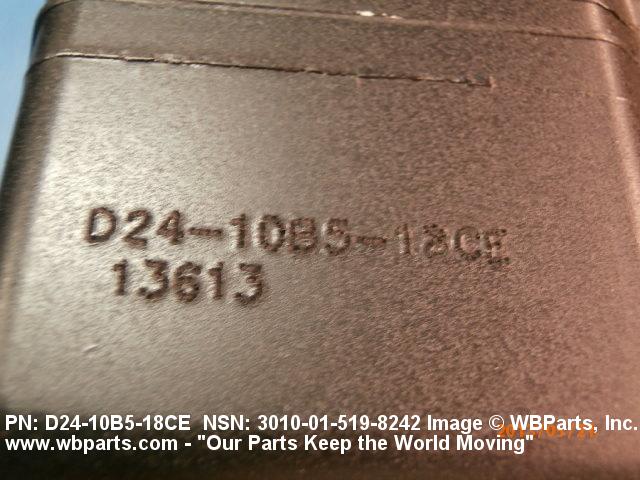 D24-10B5-18CE
13613
PN: D24-10B5-18CE NSN: 3010-01-519-8242 Image © WBParts, Inc.
www.wbparts.com - "Our Parts Keep the World Moving"